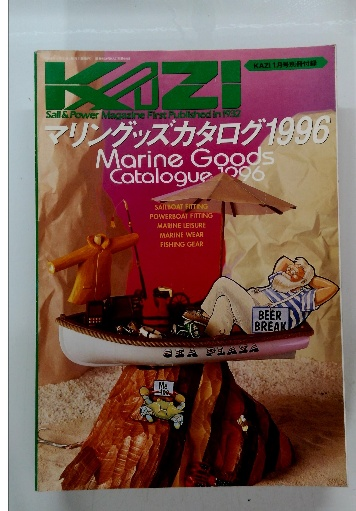 KAZI 1月号別冊付録
KAZI
Sail & Power Magazine First Published in 1932
マリングッズカタログ1996
Marine Goods
Catalogue 1996
SAILBOAT FITTING
POWERBOAT FITTING
MARINE LEISURE
MARINE WEAR
FISHING GEAR
BEER
BREAK
SEA PLAZA